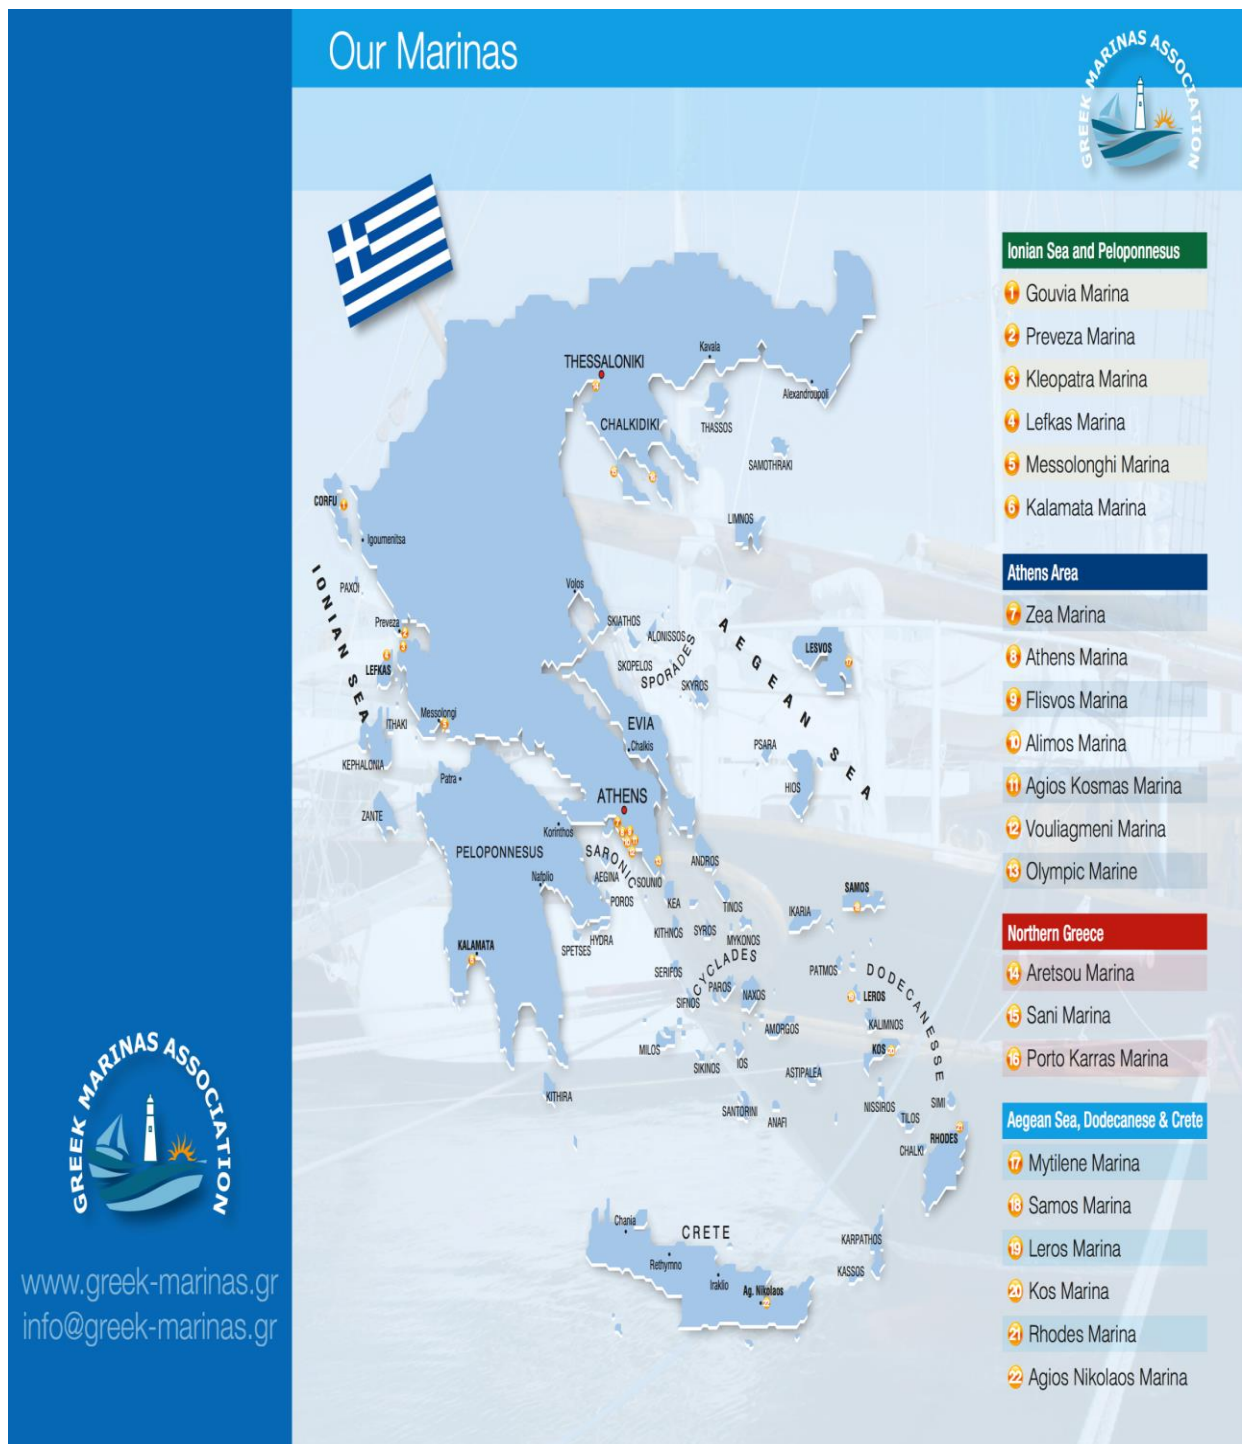 Our Marinas
GREEK MARINAS ASSOCIATION
Ionian Sea and Peloponnesus
1 Gouvia Marina
2 Preveza Marina
3 Kleopatra Marina
4 Lefkas Marina
5 Messolonghi Marina
6 Kalamata Marina
Athens Area
7 Zea Marina
8 Athens Marina
9 Flisvos Marina
10 Alimos Marina
11 Agios Kosmas Marina
12 Vouliagmeni Marina
13 Olympic Marine
Northern Greece
14 Aretsou Marina
15 Sani Marina
16 Porto Karras Marina
Aegean Sea, Dodecanese & Crete
17 Mytilene Marina
18 Samos Marina
19 Leros Marina
20 Kos Marina
21 Rhodes Marina
22 Agios Nikolaos Marina
THESSALONIKI
Kavala
Alexandroupoli
CHALKIDIKI
THASSOS
SAMOTHRAKI
LIMNOS
CORFU
Igoumenitsa
PAXOI
IONIAN SEA
Preveza
LEFKAS
Volos
SKIATHOS
ALONISSOS
SKOPELOS
SPORADES
SKYROS
AEGEAN SEA
LESVOS
ITHAKI
Messolongi
KEPHALONIA
EVIA
Chalkis
PSARA
HIOS
Patra
ZANTE
ATHENS
Korinthos
PELOPONNESUS
SARONIC
Nafplio
AEGINA
SOUNIO
POROS
ANDROS
KEA
TINOS
SAMOS
IKARIA
KALAMATA
SPETSES
HYDRA
KITHNOS
SYROS
MYKONOS
CYCLADES
SERIFOS
PATMOS
DODECANESSE
SIFNOS
PAROS
NAXOS
LEROS
AMORGOS
KALIMNOS
MILOS
KOS
SIKINOS
IOS
ASTIPALEA
KITHIRA
SANTORINI
ANAFI
NISSIROS
TILOS
SIMI
RHODES
CHALKI
CRETE
Chania
Rethymno
Iraklio
Ag. Nikolaos
KARPATHOS
KASSOS
GREEK MARINAS ASSOCIATION
www.greek-marinas.gr
info@greek-marinas.gr